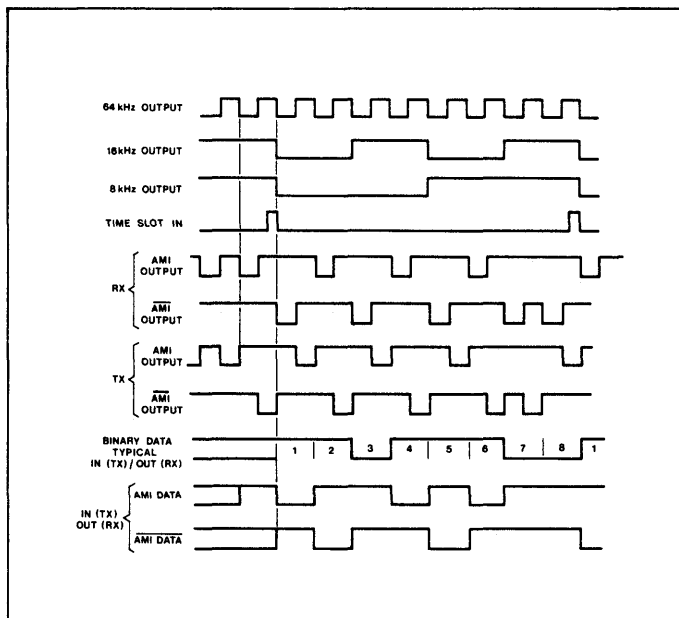 64 kHz OUTPUT
16kHz OUTPUT
8 kHz OUTPUT
TIME SLOT IN
RX
AMI
OUTPUT
AMI
OUTPUT
TX
AMI
OUTPUT
AMI
OUTPUT
BINARY DATA
TYPICAL
IN (TX)/OUT (RX)
1 2 3 4 5 6 7 8 1
IN (TX)
OUT (RX)
AMI DATA
AMI DATA